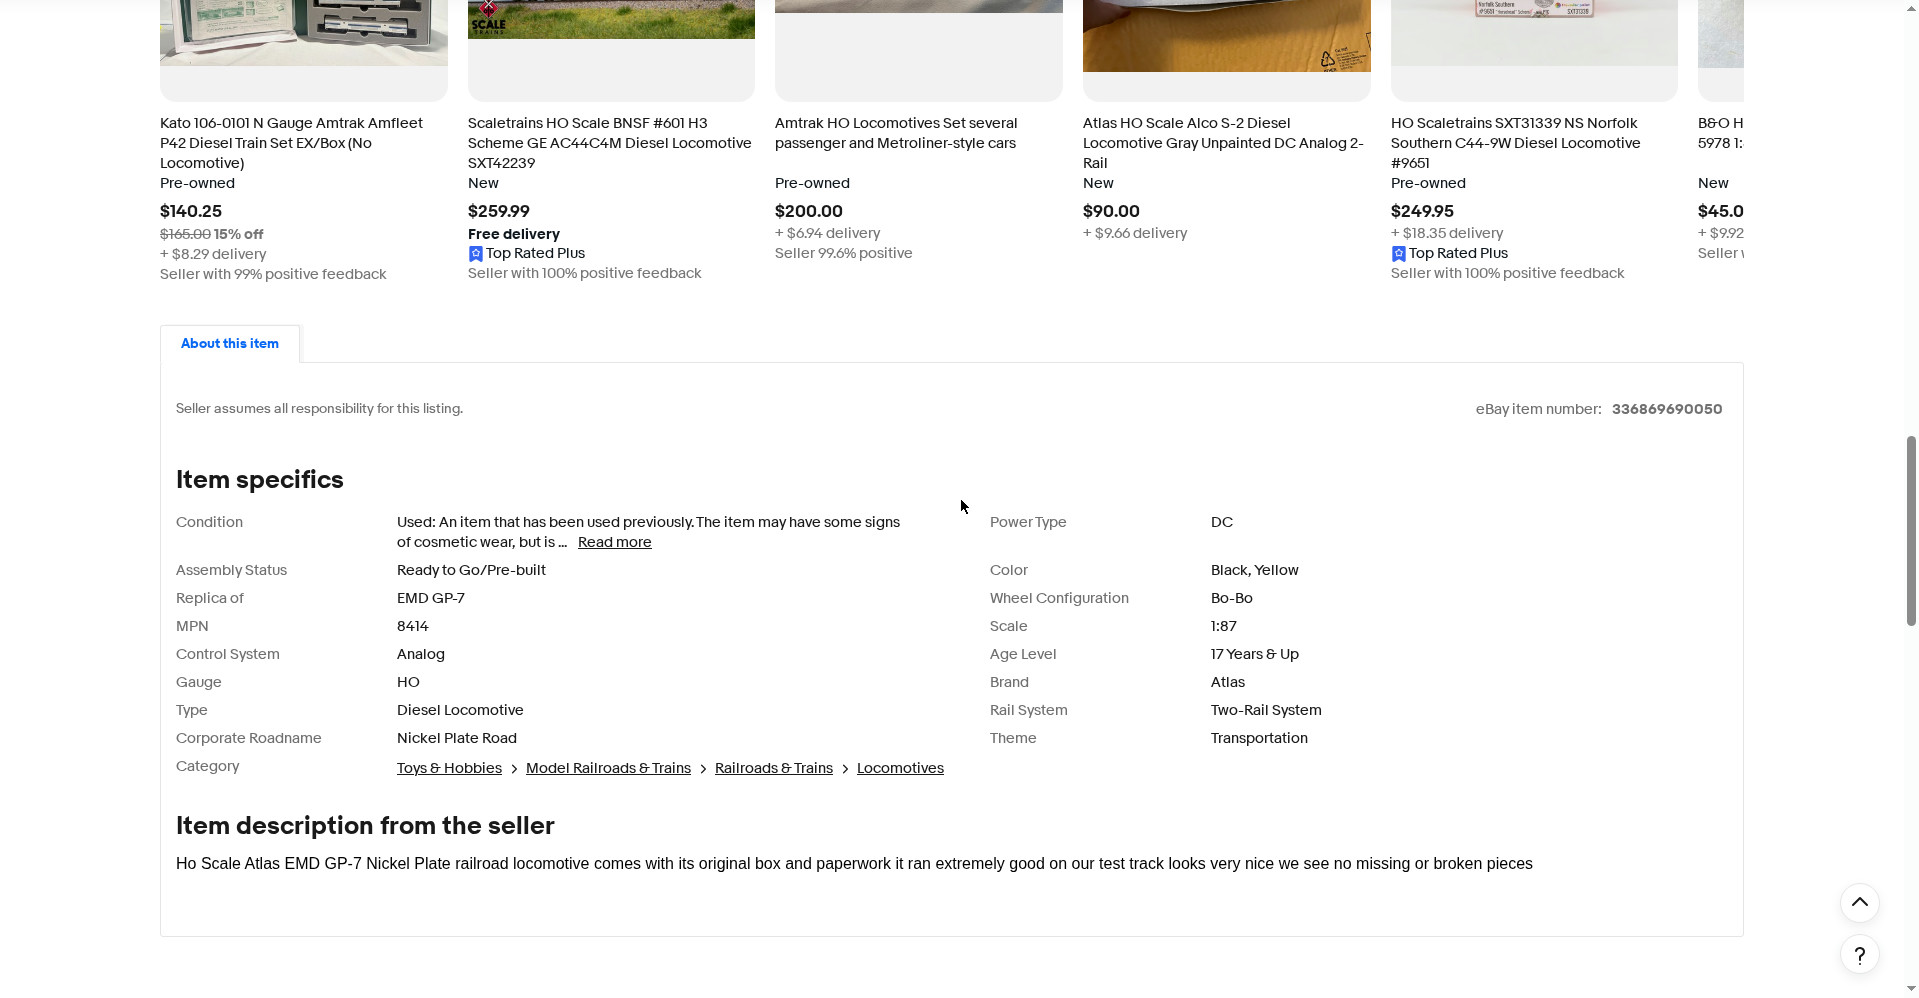 SCALE
TRAINS
Norfolk Southern
SXT31339
Kato 106-0101 N Gauge Amtrak Amfleet
P42 Diesel Train Set EX/Box (No
Locomotive)
Pre-owned
$140.25
$165.00 15% off
+ $8.29 delivery
Seller with 99% positive feedback
Scaletrains HO Scale BNSF #601 H3
Scheme GE AC44C4M Diesel Locomotive
SXT42239
New
$259.99
Free delivery
Top Rated Plus
Seller with 100% positive feedback
Amtrak HO Locomotives Set several
passenger and Metroliner-style cars
Pre-owned
$200.00
+ $6.94 delivery
Seller 99.6% positive
Atlas HO Scale Alco S-2 Diesel
Locomotive Gray Unpainted DC Analog 2-
Rail
New
$90.00
+ $9.66 delivery
HO Scaletrains SXT31339 NS Norfolk
Southern C44-9W Diesel Locomotive
#9651
Pre-owned
$249.95
+ $18.35 delivery
Top Rated Plus
Seller with 100% positive feedback
B&O H
5978 1:
New
$45.0
+ $9.92
Seller
About this item
Seller assumes all responsibility for this listing.
eBay item number: 336869690050
Item specifics
Condition
Used: An item that has been used previously. The item may have some signs
of cosmetic wear, but is ... Read more
Power Type
DC
Assembly Status
Ready to Go/Pre-built
Color
Black, Yellow
Replica of
EMD GP-7
Wheel Configuration
Bo-Bo
MPN
8414
Scale
1:87
Control System
Analog
Age Level
17 Years & Up
Gauge
HO
Brand
Atlas
Type
Diesel Locomotive
Rail System
Two-Rail System
Corporate Roadname
Nickel Plate Road
Theme
Transportation
Category
Toys & Hobbies > Model Railroads & Trains > Railroads & Trains > Locomotives
Item description from the seller
Ho Scale Atlas EMD GP-7 Nickel Plate railroad locomotive comes with its original box and paperwork it ran extremely good on our test track looks very nice we see no missing or broken pieces
?